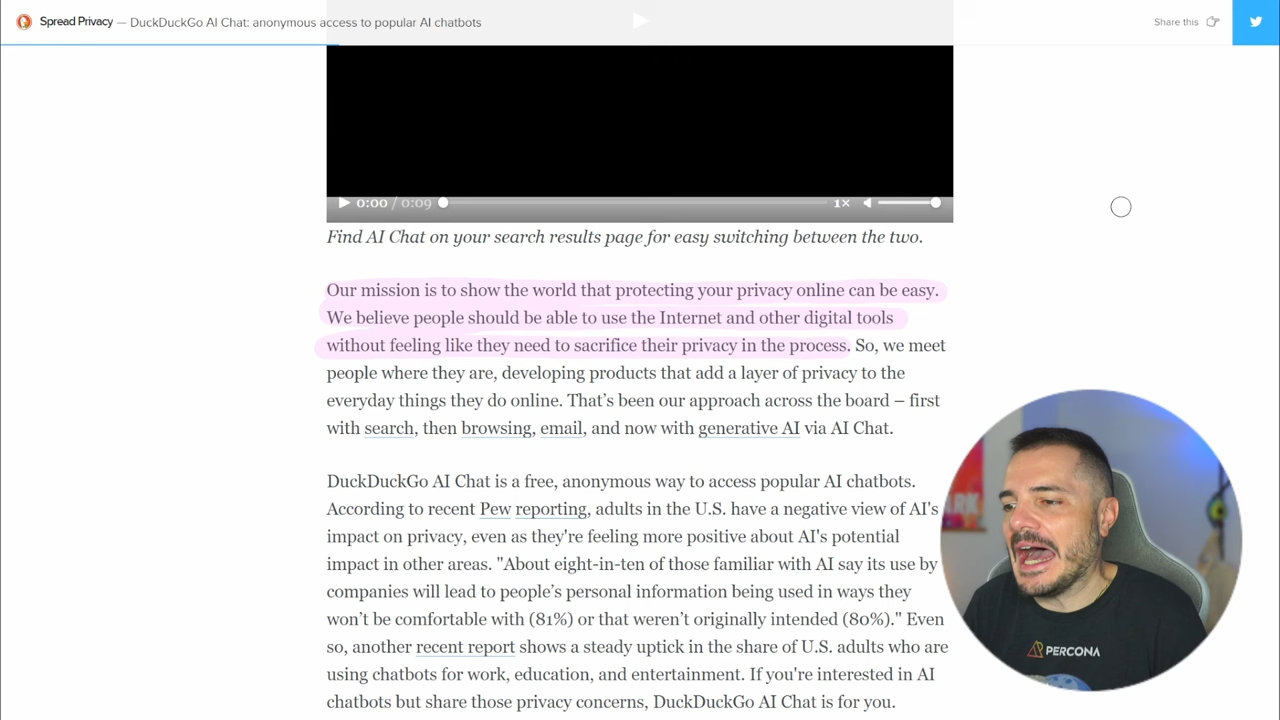 Spread Privacy — DuckDuckGo AI Chat: anonymous access to popular AI chatbots
Share this
0:00 / 0:09
1×
Find AI Chat on your search results page for easy switching between the two.
Our mission is to show the world that protecting your privacy online can be easy.
We believe people should be able to use the Internet and other digital tools
without feeling like they need to sacrifice their privacy in the process. So, we meet
people where they are, developing products that add a layer of privacy to the
everyday things they do online. That’s been our approach across the board – first
with search, then browsing, email, and now with generative AI via AI Chat.
DuckDuckGo AI Chat is a free, anonymous way to access popular AI chatbots.
According to recent Pew reporting, adults in the U.S. have a negative view of AI's
impact on privacy, even as they're feeling more positive about AI's potential
impact in other areas. "About eight-in-ten of those familiar with AI say its use by
companies will lead to people’s personal information being used in ways they
won’t be comfortable with (81%) or that weren’t originally intended (80%)." Even
so, another recent report shows a steady uptick in the share of U.S. adults who are
using chatbots for work, education, and entertainment. If you're interested in AI
chatbots but share those privacy concerns, DuckDuckGo AI Chat is for you.
PERCONA